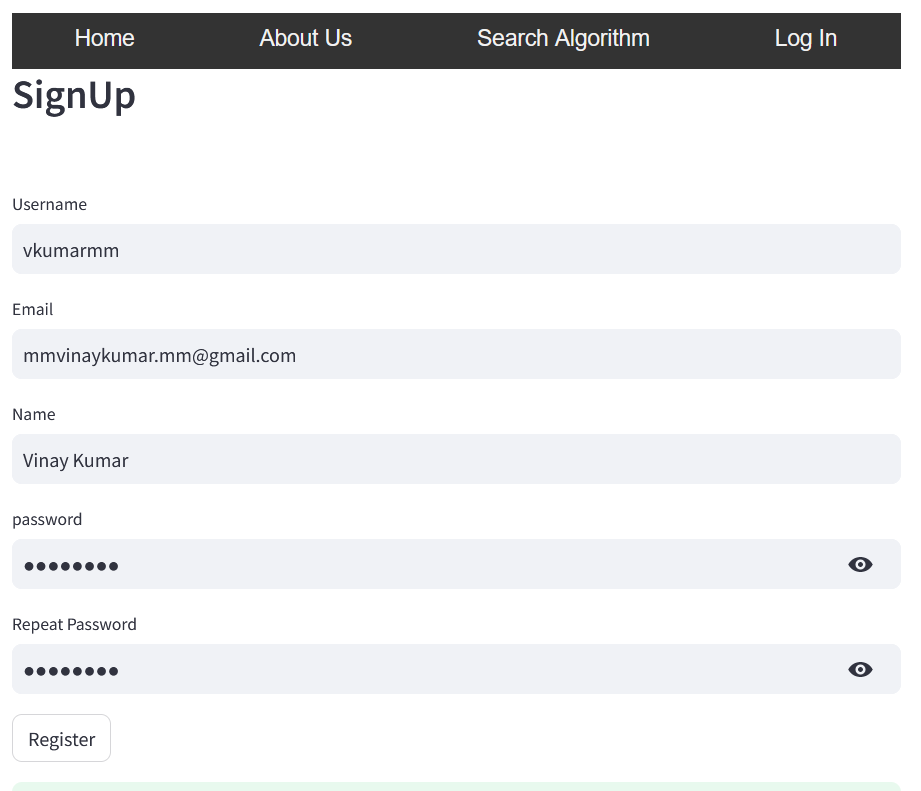 Home About Us Search Algorithm Log In
SignUp
Username
vkumarmm
Email
mmvinaykumar.mm@gmail.com
Name
Vinay Kumar
password
●●●●●●●●
Repeat Password
●●●●●●●●
Register